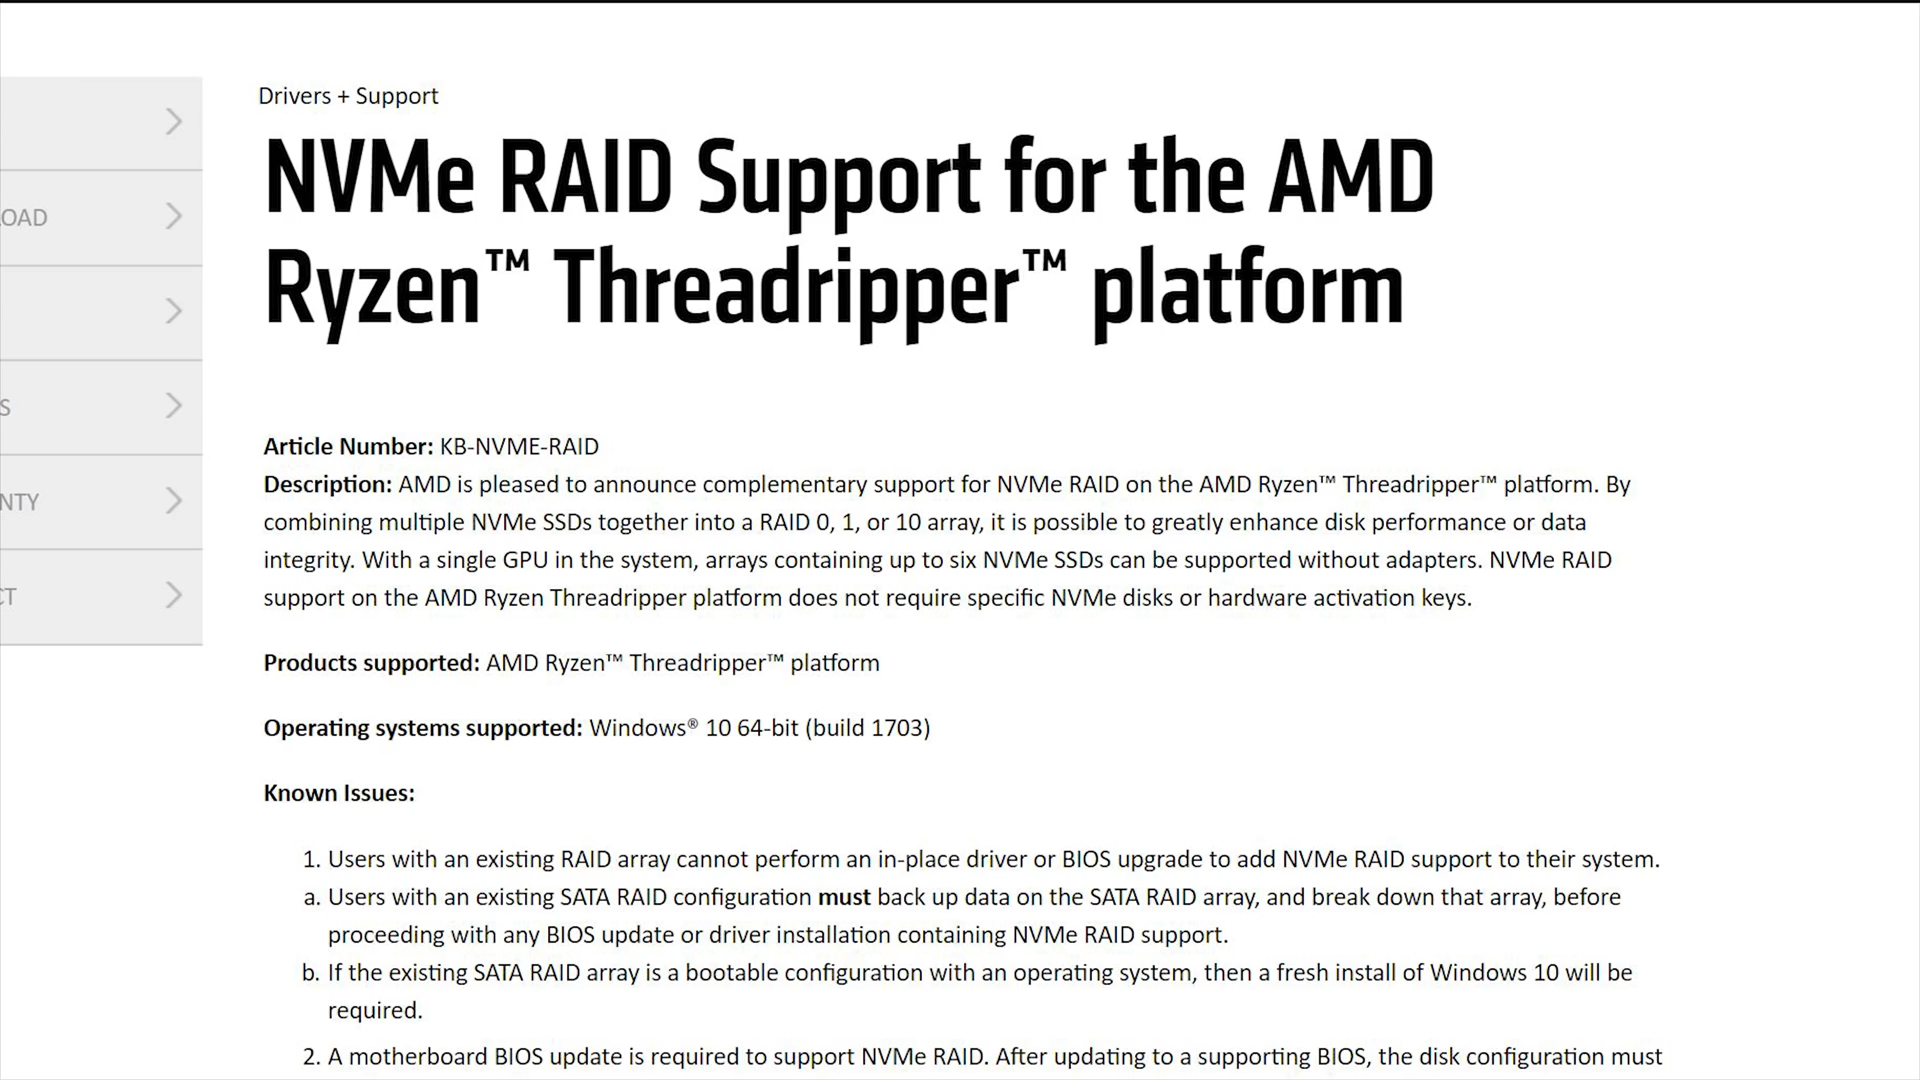 Drivers + Support
NVMe RAID Support for the AMD
Ryzen™ Threadripper™ platform
OAD
S
NTY
CT
Article Number: KB-NVME-RAID
Description: AMD is pleased to announce complementary support for NVMe RAID on the AMD Ryzen™ Threadripper™ platform. By
combining multiple NVMe SSDs together into a RAID 0, 1, or 10 array, it is possible to greatly enhance disk performance or data
integrity. With a single GPU in the system, arrays containing up to six NVMe SSDs can be supported without adapters. NVMe RAID
support on the AMD Ryzen Threadripper platform does not require specific NVMe disks or hardware activation keys.
Products supported: AMD Ryzen™ Threadripper™ platform
Operating systems supported: Windows® 10 64-bit (build 1703)
Known Issues:
1. Users with an existing RAID array cannot perform an in-place driver or BIOS upgrade to add NVMe RAID support to their system.
a. Users with an existing SATA RAID configuration must back up data on the SATA RAID array, and break down that array, before
proceeding with any BIOS update or driver installation containing NVMe RAID support.
b. If the existing SATA RAID array is a bootable configuration with an operating system, then a fresh install of Windows 10 will be
required.
2. A motherboard BIOS update is required to support NVMe RAID. After updating to a supporting BIOS, the disk configuration must